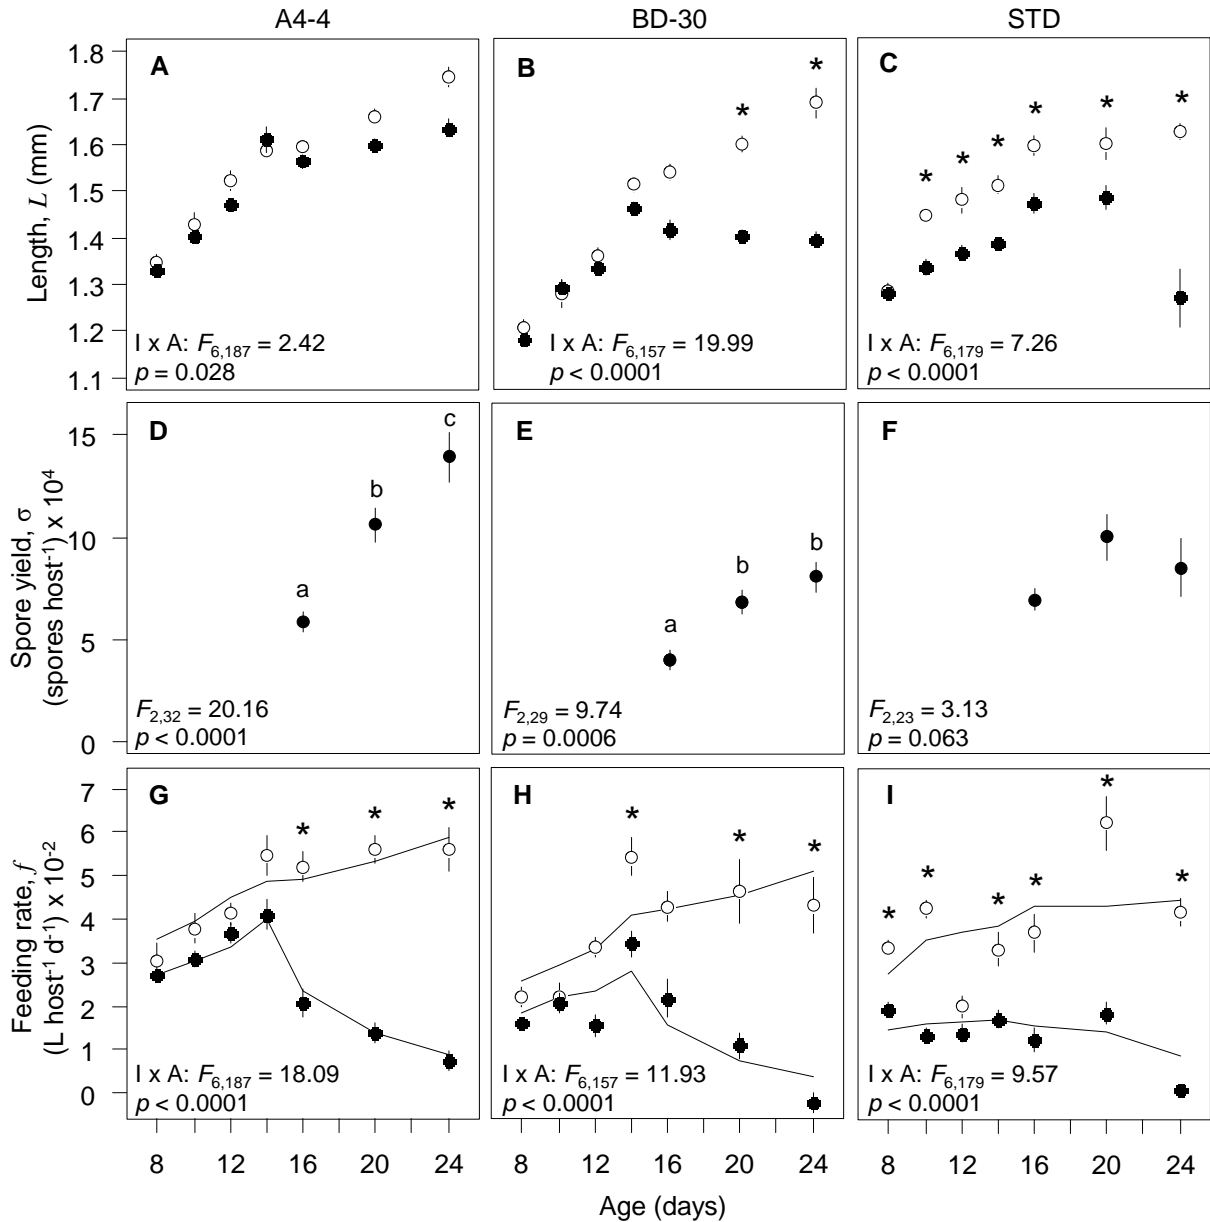 A4-4
BD-30
STD
Length, L (mm)
1.8
1.7
1.6
1.5
1.4
1.3
1.2
1.1
A
I x A: F6,187 = 2.42
p = 0.028
B
*
*
I x A: F6,157 = 19.99
p < 0.0001
C
* * * * * *
I x A: F6,179 = 7.26
p < 0.0001
Spore yield, σ
(spores host⁻¹) x 10⁴
15
10
5
0
D
a
b
c
F2,32 = 20.16
p < 0.0001
E
a
b
b
F2,29 = 9.74
p = 0.0006
F
F2,23 = 3.13
p = 0.063
Feeding rate, f
(L host⁻¹ d⁻¹) x 10⁻²
7
6
5
4
3
2
1
0
G
* * *
I x A: F6,187 = 18.09
p < 0.0001
H
* * *
I x A: F6,157 = 11.93
p < 0.0001
I
* * * * * *
I x A: F6,179 = 9.57
p < 0.0001
8 12 16 20 24
8 12 16 20 24
8 12 16 20 24
Age (days)